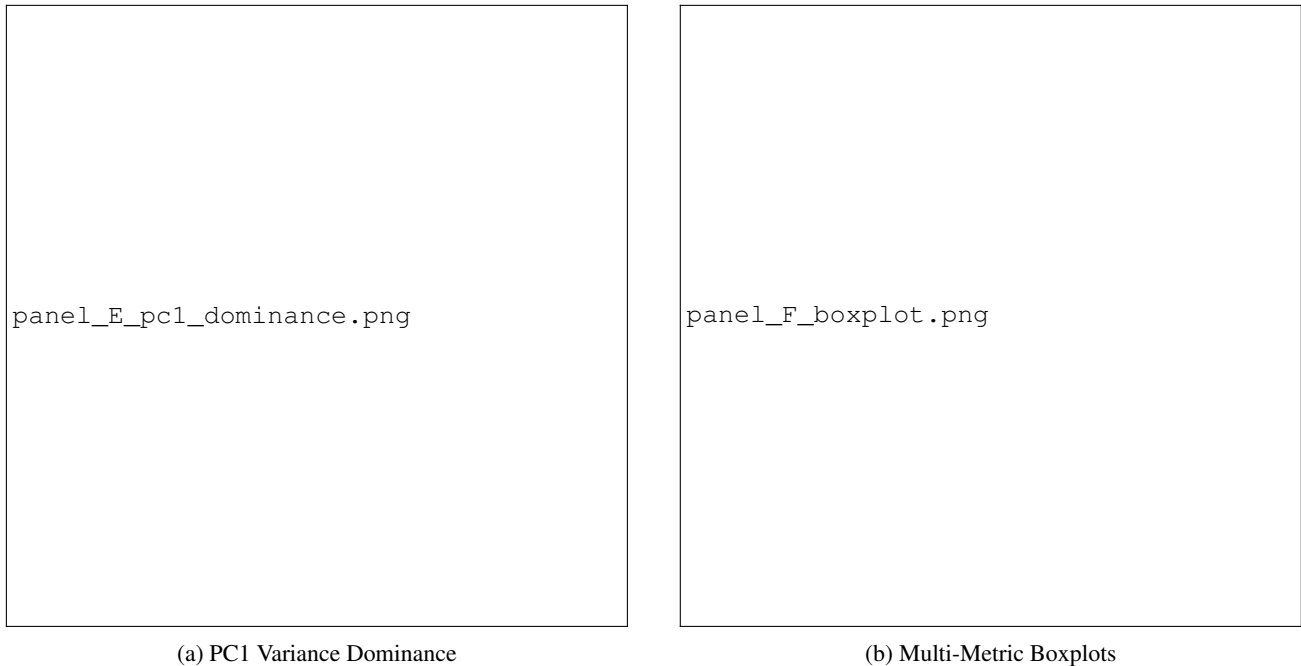 panel_E_pc1_dominance.png
panel_F_boxplot.png
(a) PC1 Variance Dominance
(b) Multi-Metric Boxplots